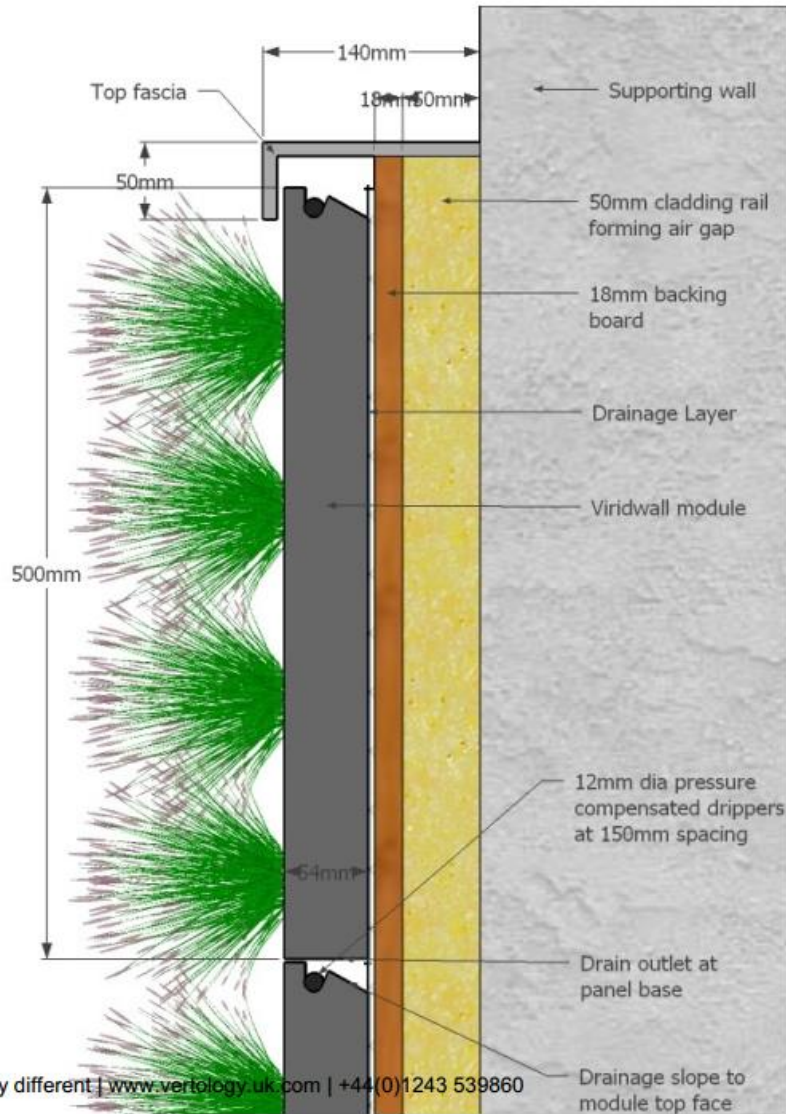 140mm
Top fascia
18mm
50mm
Supporting wall
50mm
50mm cladding rail
forming air gap
18mm backing
board
Drainage Layer
Viridwall module
500mm
12mm dia pressure
compensated drippers
at 150mm spacing
64mm
Drain outlet at
panel base
y different | www.vertology.uk.com | +44(0)1243 539860
Drainage slope to
module top face